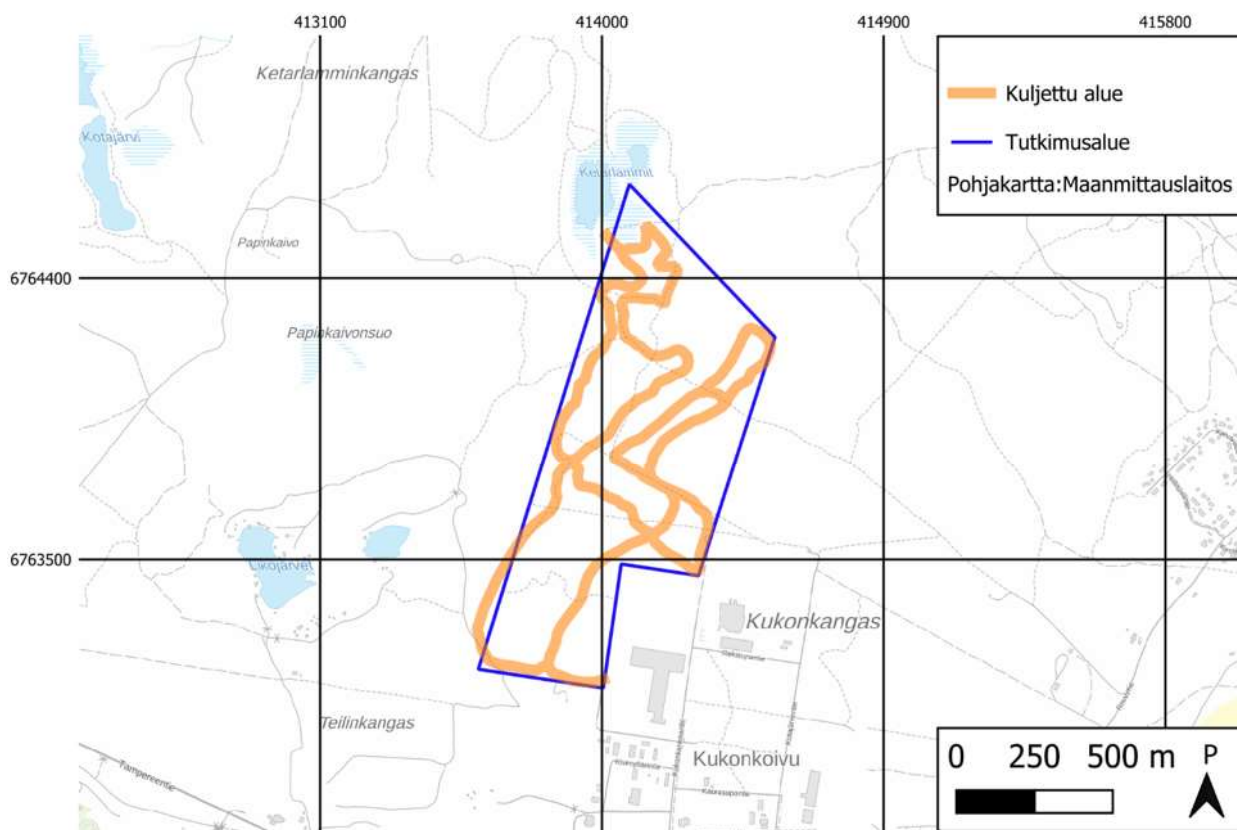 413100
414000
414900
415800
Ketarlamminkangas
Kuljettu alue
Kotajärvi
Tutkimusalue
Ketarlammit
Pohjakartta:Maanmittauslaitos
Papinkaivo
6764400
Papinkaivonsuo
6763500
Likojärvet
Kukonkangas
Teilinkangas
Kukonkoivu
Tampereentie
0 250 500 m P